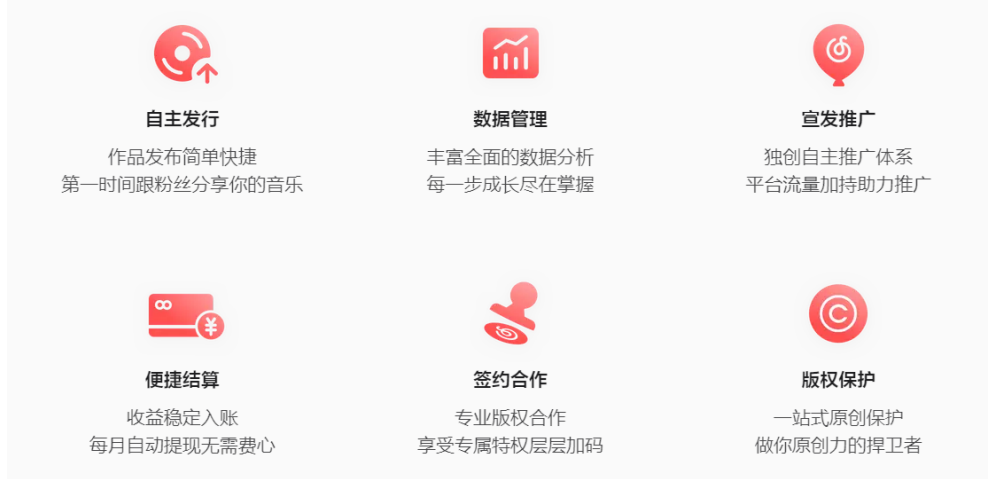 自主发行
作品发布简单快捷
第一时间跟粉丝分享你的音乐
数据管理
丰富全面的数据分析
每一步成长尽在掌握
宣发推广
独创自主推广体系
平台流量加持助力推广
¥
便捷结算
收益稳定入账
每月自动提现无需费心
签约合作
专业版权合作
享受专属特权层层加码
©
版权保护
一站式原创保护
做你原创力的捍卫者